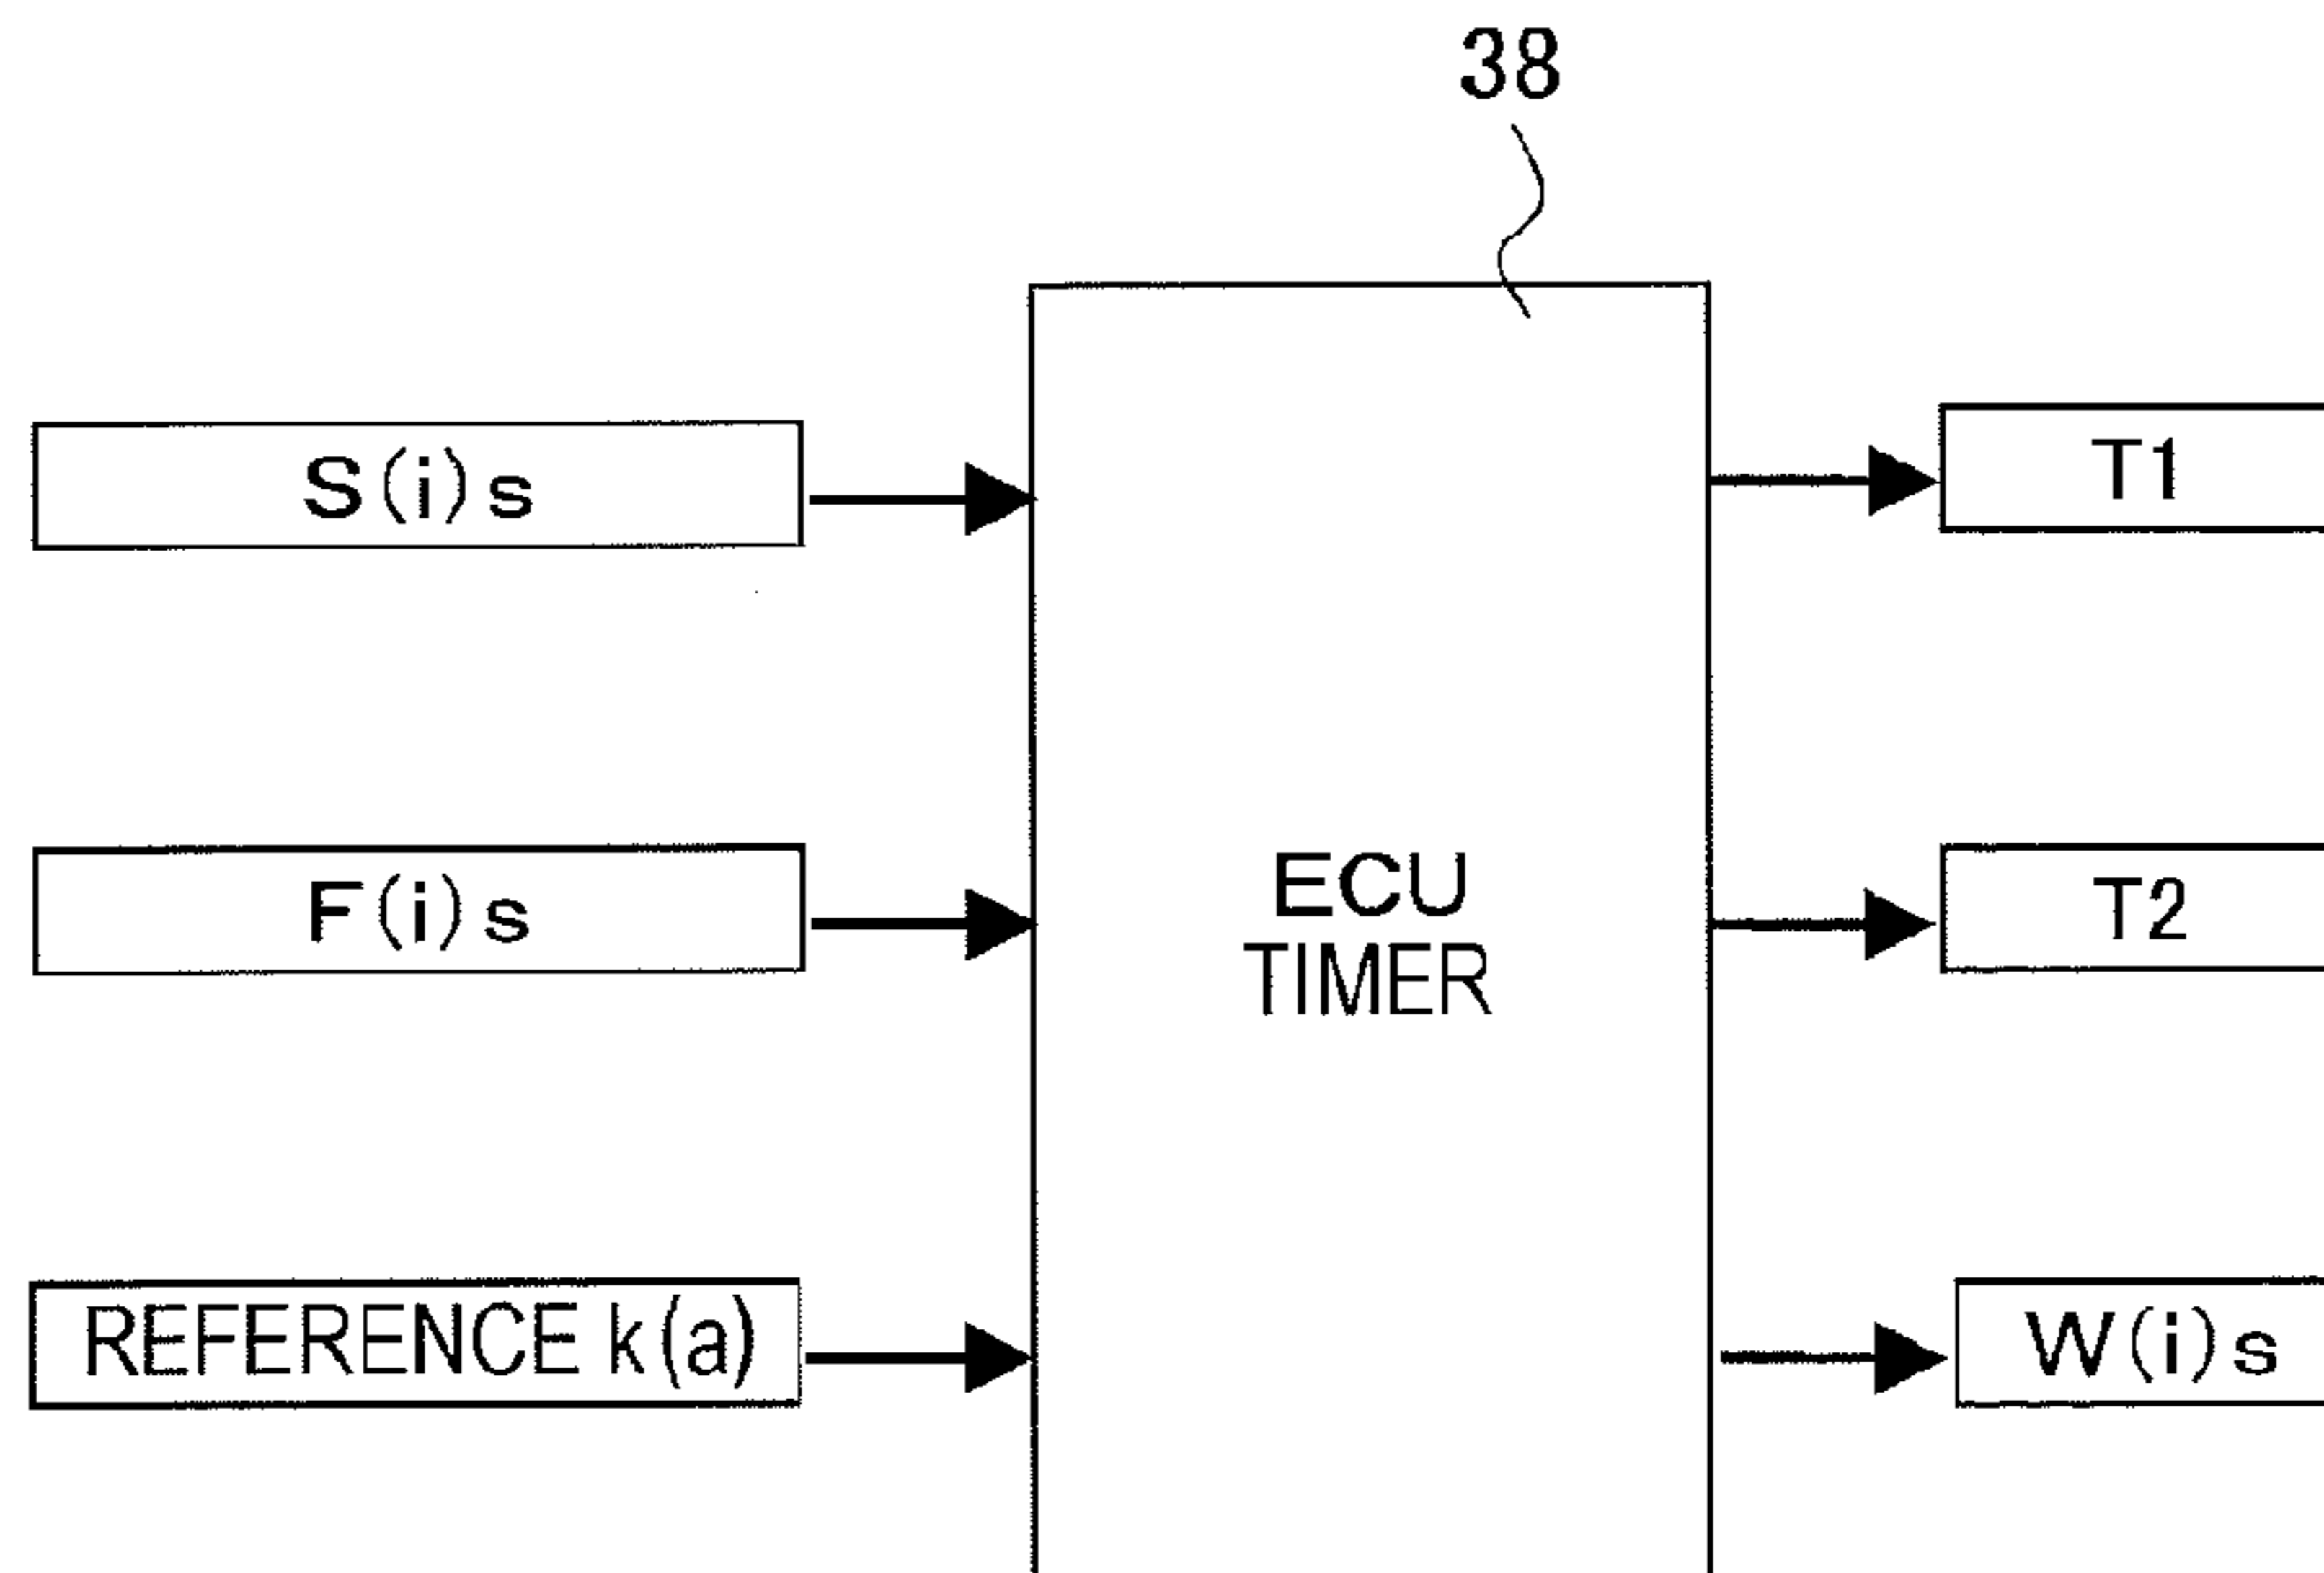 38
S(i)s
T1
F(i)s
ECU
TIMER
T2
REFERENCE k(a)
W(i)s